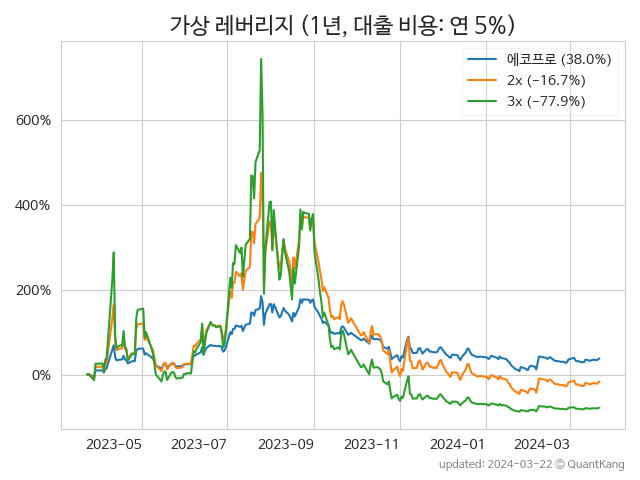 가상 레버리지 (1년, 대출 비용: 연 5%)
에코프로 (38.0%)
2x (−16.7%)
3x (−77.9%)
600%
400%
200%
0%
2023-05 2023-07 2023-09 2023-11 2024-01 2024-03
updated: 2024-03-22 © QuantKang